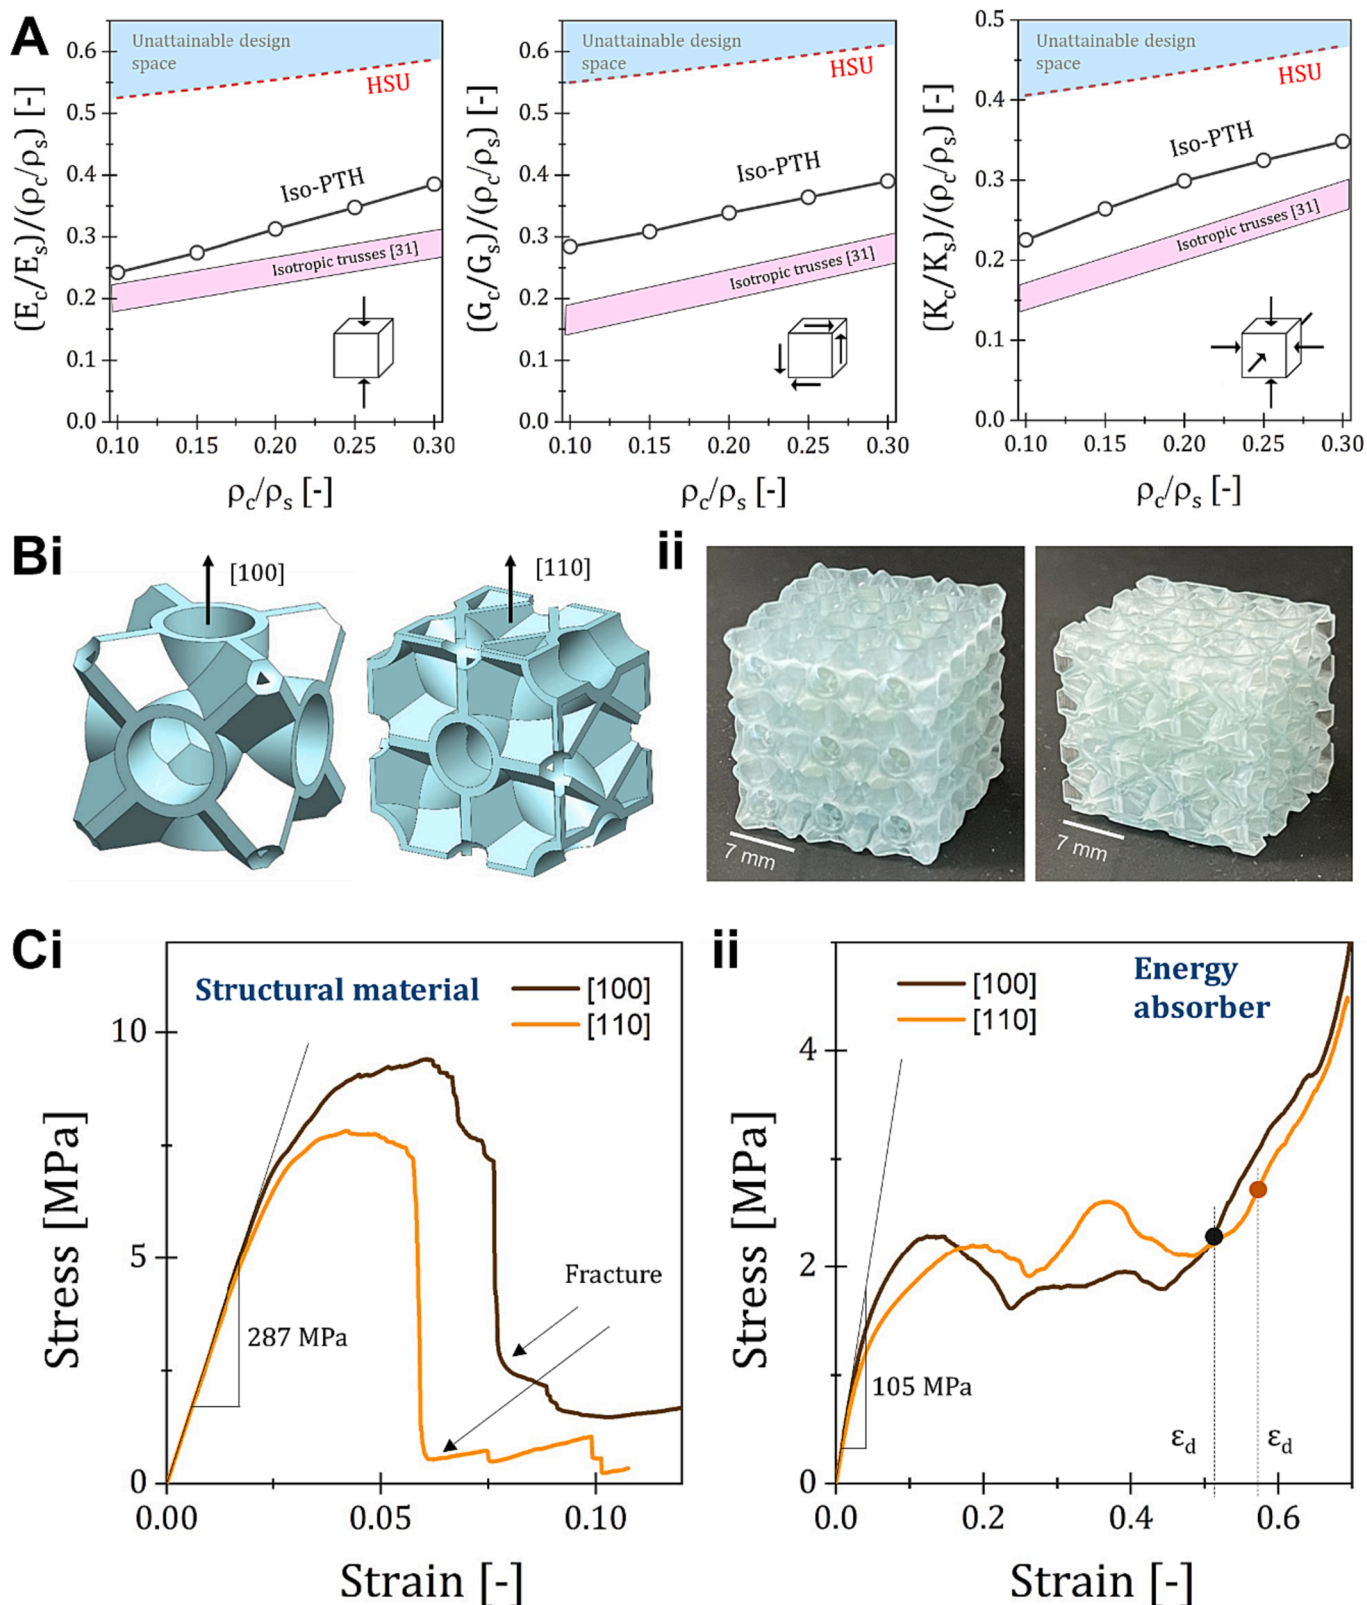 A
(E_c/E_s)/(ρ_c/ρ_s) [-]
0.6
0.5
0.4
0.3
0.2
0.1
0.0
Unattainable design
space
HSU
Iso-PTH
Isotropic trusses [31]
0.10 0.15 0.20 0.25 0.30
ρ_c/ρ_s [-]
(G_c/G_s)/(ρ_c/ρ_s) [-]
0.6
0.5
0.4
0.3
0.2
0.1
0.0
Unattainable design
space
HSU
Iso-PTH
Isotropic trusses [31]
0.10 0.15 0.20 0.25 0.30
ρ_c/ρ_s [-]
(K_c/K_s)/(ρ_c/ρ_s) [-]
0.5
0.4
0.3
0.2
0.1
0.0
Unattainable design
space
HSU
Iso-PTH
Isotropic trusses [31]
0.10 0.15 0.20 0.25 0.30
ρ_c/ρ_s [-]
Bi
[100]
[110]
ii
7 mm
7 mm
Ci
Structural material
[100]
[110]
10
5
0
Stress [MPa]
287 MPa
Fracture
0.00 0.05 0.10
Strain [-]
ii
[100]
[110]
Energy
absorber
4
2
0
Stress [MPa]
105 MPa
ε_d
ε_d
0.0 0.2 0.4 0.6
Strain [-]